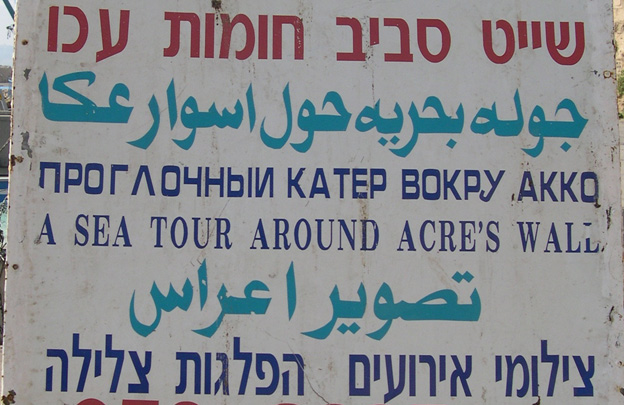 שייט סביב חומות עכו
جوله بحريه حول اسوار عكا
ПРОГЛОЧНЫЙ КАТЕР ВОКРУ АККО
A SEA TOUR AROUND ACRE'S WALL
تصوير اعراس
צילומי אירועים הפלגות צלילה